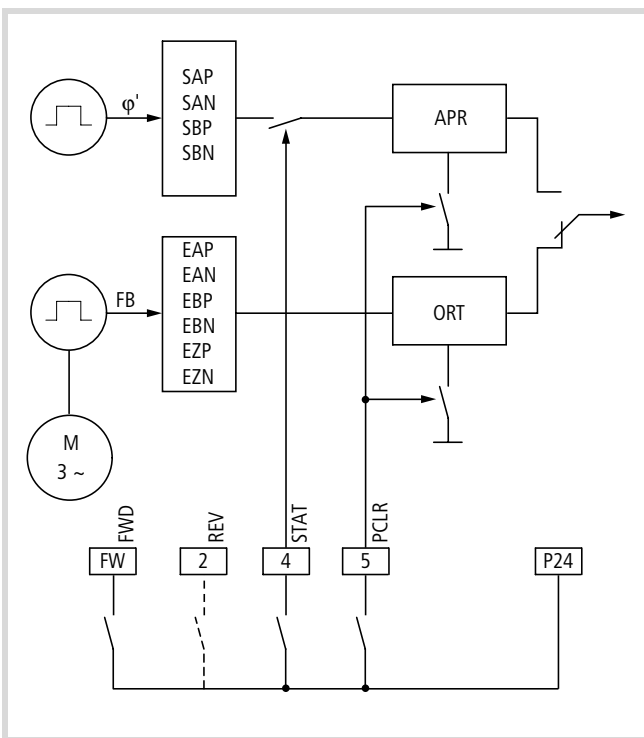 φ'
SAP
SAN
SBP
SBN
APR
FB
EAP
EAN
EBP
EBN
EZP
EZN
ORT
M
3 ~
FWD
REV
STAT
PCLR
FW
2
4
5
P24